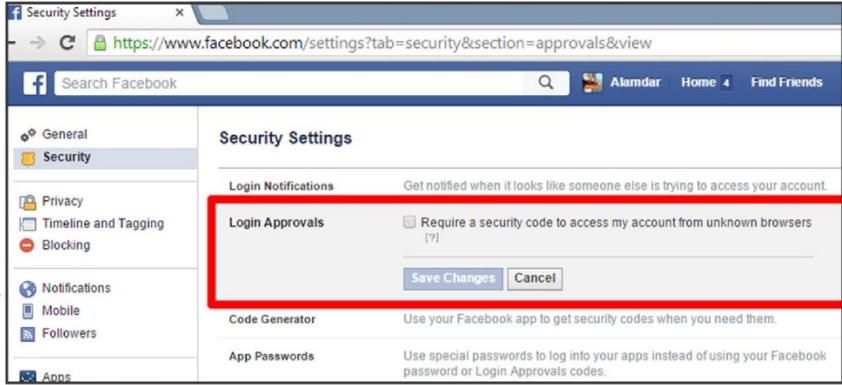 Security Settings
https://www.facebook.com/settings?tab=security&section=approvals&view
f Search Facebook Alamdar Home 4 Find Friends
General
Security
Privacy
Timeline and Tagging
Blocking
Notifications
Mobile
Followers
Apps
Security Settings
Login Notifications Get notified when it looks like someone else is trying to access your account.
Login Approvals Require a security code to access my account from unknown browsers
[?]
Save Changes Cancel
Code Generator Use your Facebook app to get security codes when you need them.
App Passwords Use special passwords to log into your apps instead of using your Facebook
password or Login Approvals codes.